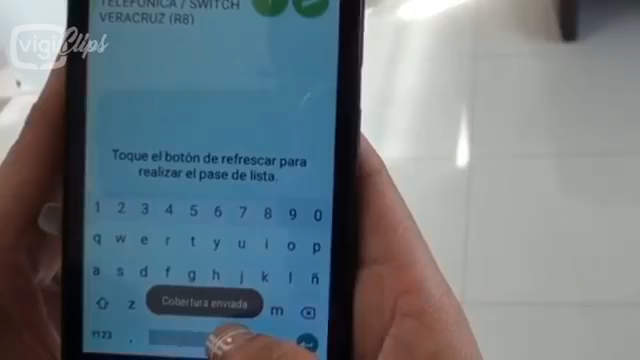 TELEFONICA / SWITCH
VERACRUZ (R8)
vigiClips
Toque el botón de refrescar para
realizar el pase de lista.
1 2 3 4 5 6 7 8 9 0
q w e r t y u i o p
a s d f g h j k l ñ
z m
Cobertura enviada
?123 ,